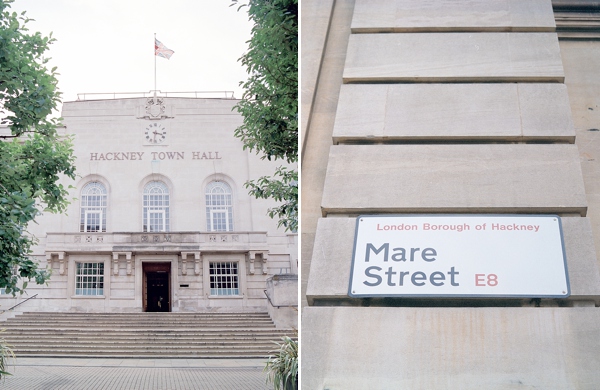 HACKNEY TOWN HALL
London Borough of Hackney
Mare
Street E8